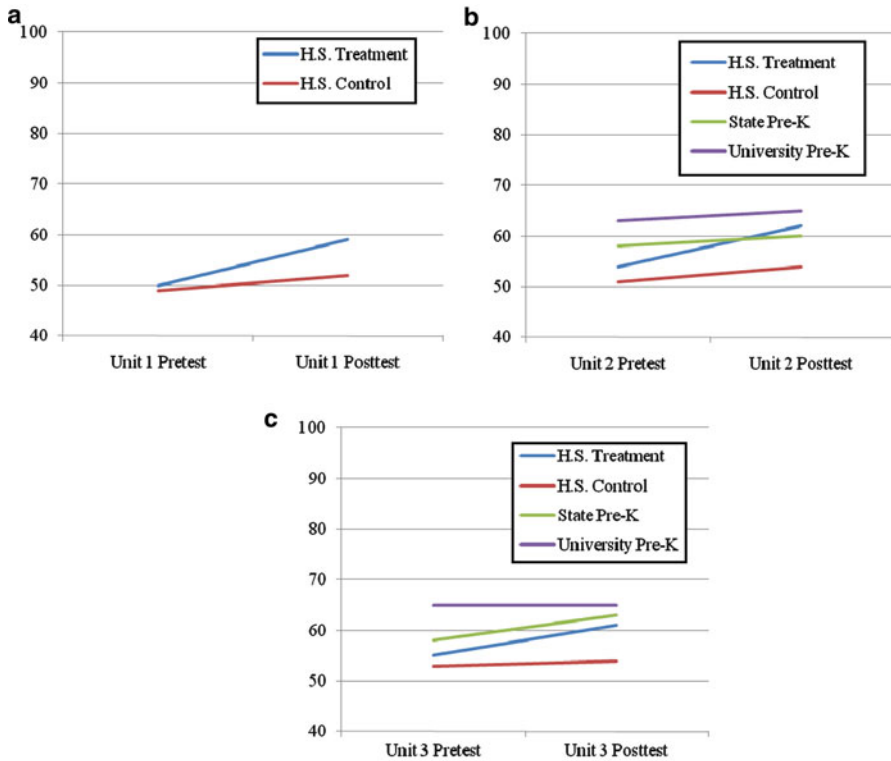 a
100
90
80
70
60
50
40
H.S. Treatment
H.S. Control
Unit 1 Pretest
Unit 1 Posttest
b
100
90
80
70
60
50
40
H.S. Treatment
H.S. Control
State Pre-K
University Pre-K
Unit 2 Pretest
Unit 2 Posttest
c
100
90
80
70
60
50
40
H.S. Treatment
H.S. Control
State Pre-K
University Pre-K
Unit 3 Pretest
Unit 3 Posttest